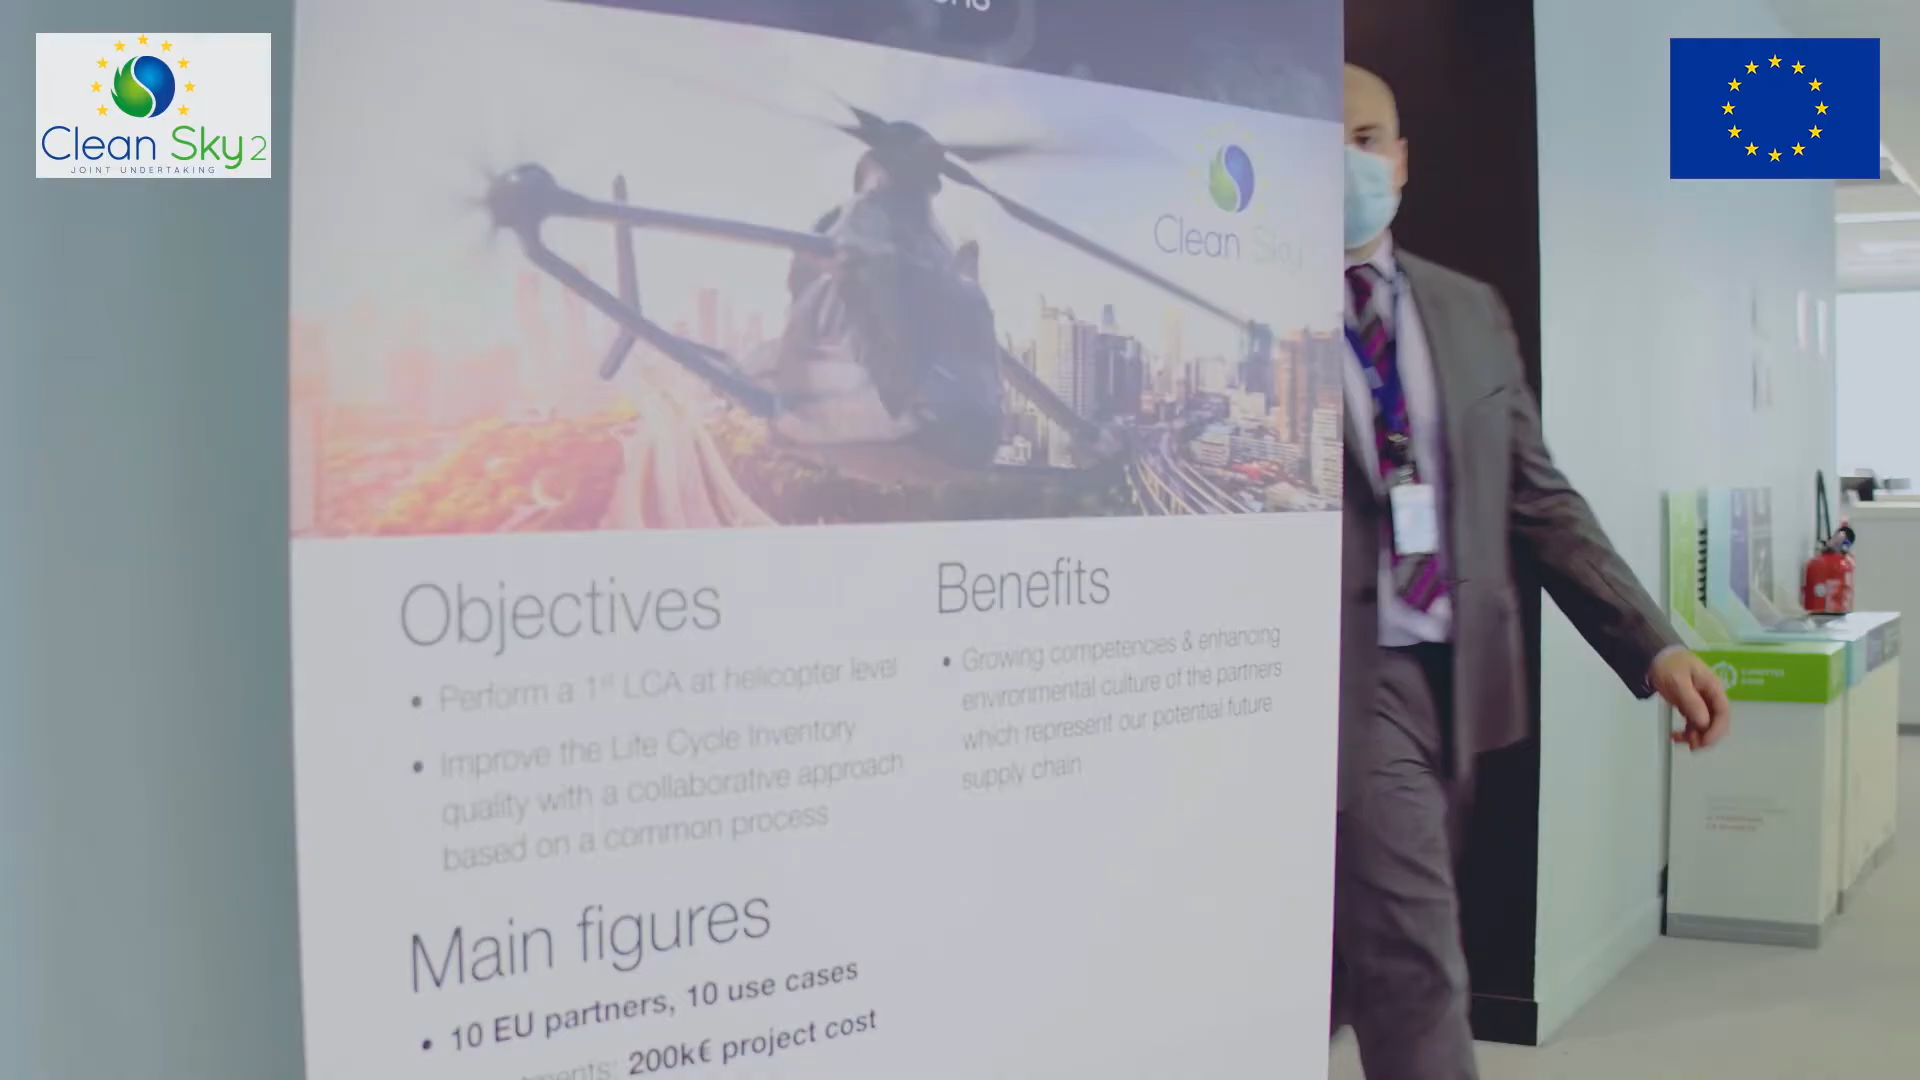 Clean Sky 2
JOINT UNDERTAKING
Clean Sky
Objectives
• Perform a 1st LCA at helicopter level
• Improve the Life Cycle Inventory
quality with a collaborative approach
based on a common process
Benefits
• Growing competencies & enhancing
environmental culture of the partners
which represent our potential future
supply chain
Main figures
• 10 EU partners, 10 use cases
200k€ project cost